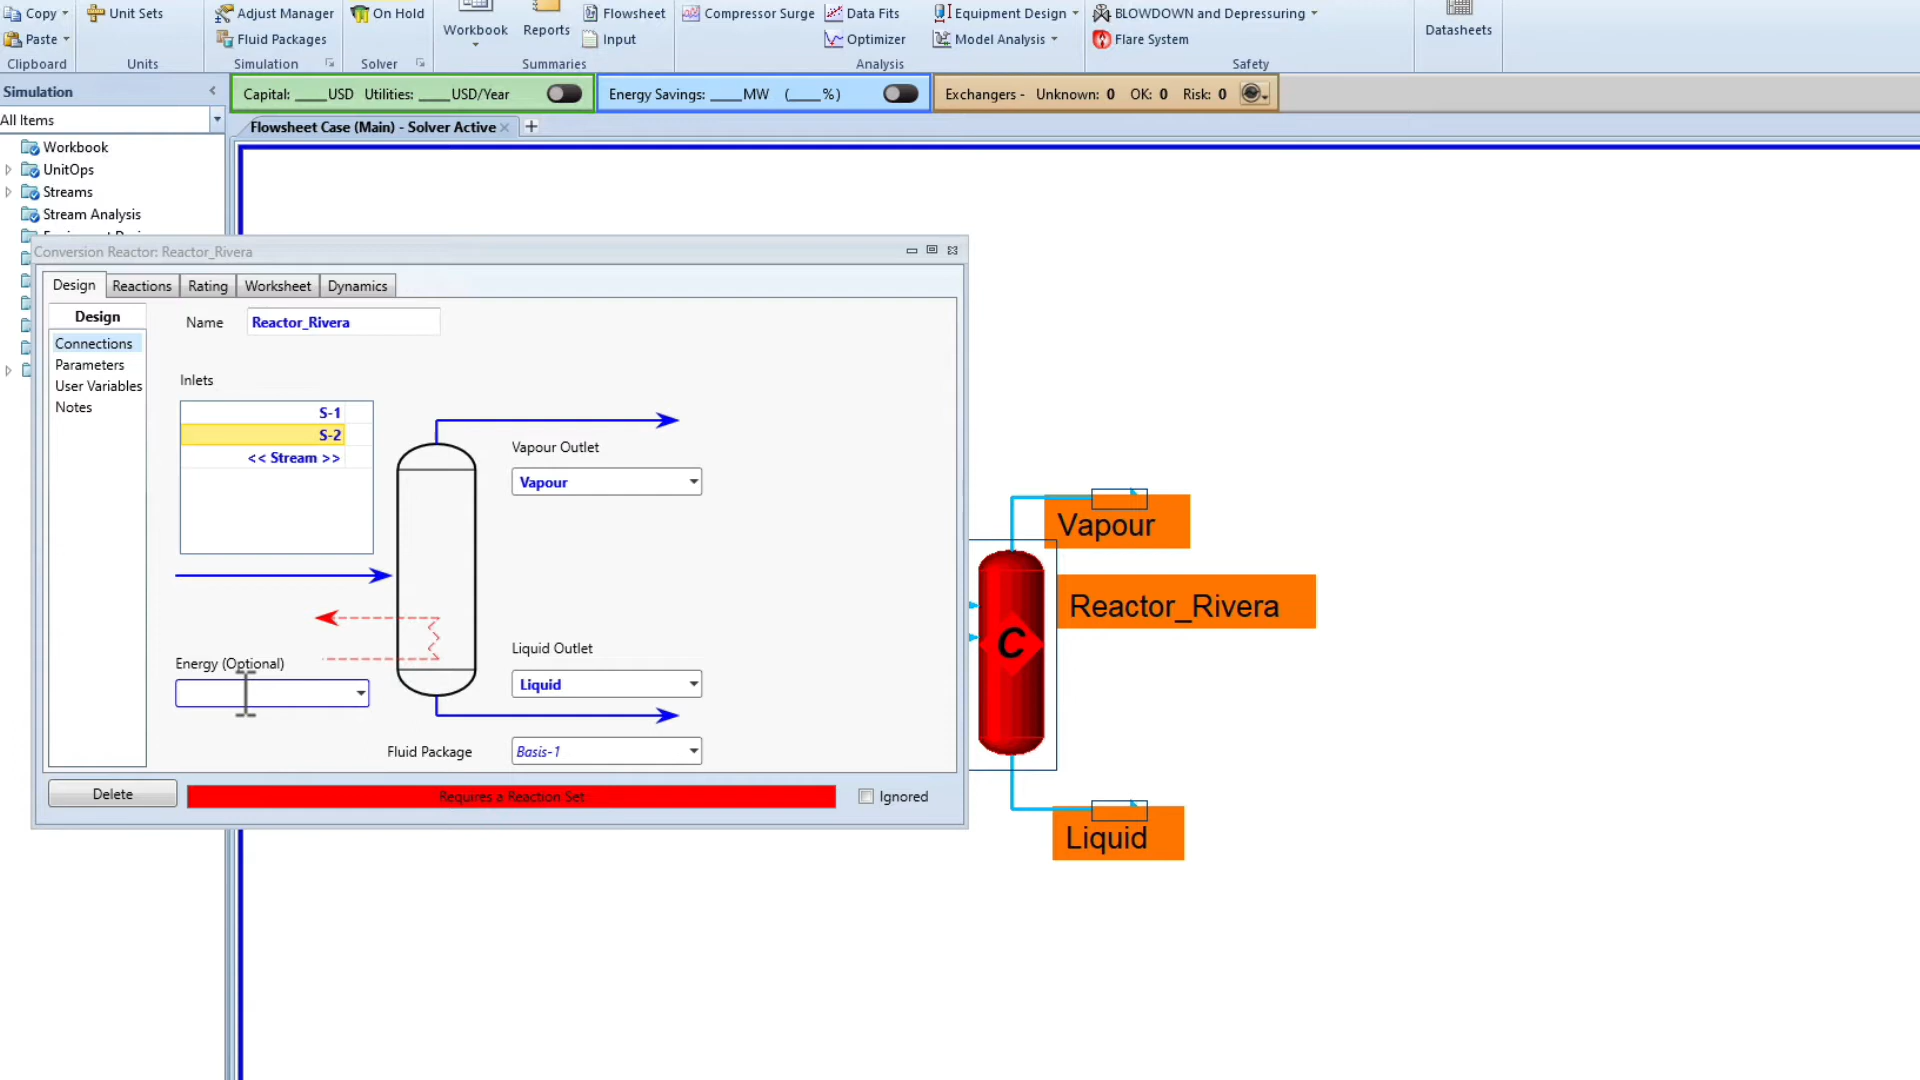 Copy
Paste
Clipboard
Unit Sets
Units
Adjust Manager
Fluid Packages
Simulation
On Hold
Solver
Workbook
Reports
Flowsheet
Input
Summaries
Compressor Surge
Data Fits
Optimizer
Equipment Design
Model Analysis
Analysis
BLOWDOWN and Depressuring
Flare System
Safety
Datasheets
Simulation
All Items
Capital: ____USD Utilities: ____USD/Year
Energy Savings: ____MW (____%)
Exchangers - Unknown: 0 OK: 0 Risk: 0
Flowsheet Case (Main) - Solver Active
Workbook
UnitOps
Streams
Stream Analysis
Conversion Reactor: Reactor_Rivera
Design
Reactions
Rating
Worksheet
Dynamics
Design
Connections
Parameters
User Variables
Notes
Name
Reactor_Rivera
Inlets
S-1
S-2
<< Stream >>
Vapour Outlet
Vapour
Energy (Optional)
Liquid Outlet
Liquid
Fluid Package
Basis-1
Delete
Requires a Reaction Set
Ignored
Vapour
Reactor_Rivera
C
Liquid